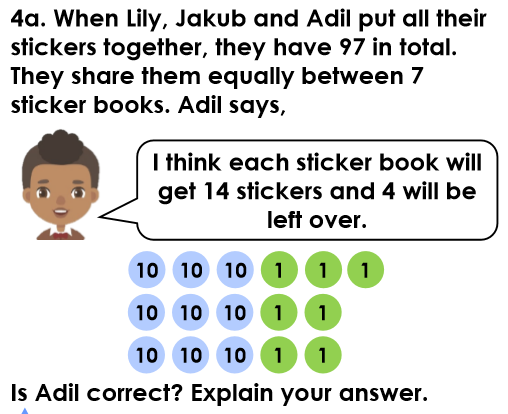 4a. When Lily, Jakub and Adil put all their
stickers together, they have 97 in total.
They share them equally between 7
sticker books. Adil says,
I think each sticker book will
get 14 stickers and 4 will be
left over.
10 10 10 1 1 1
10 10 10 1 1
10 10 10 1 1
Is Adil correct? Explain your answer.